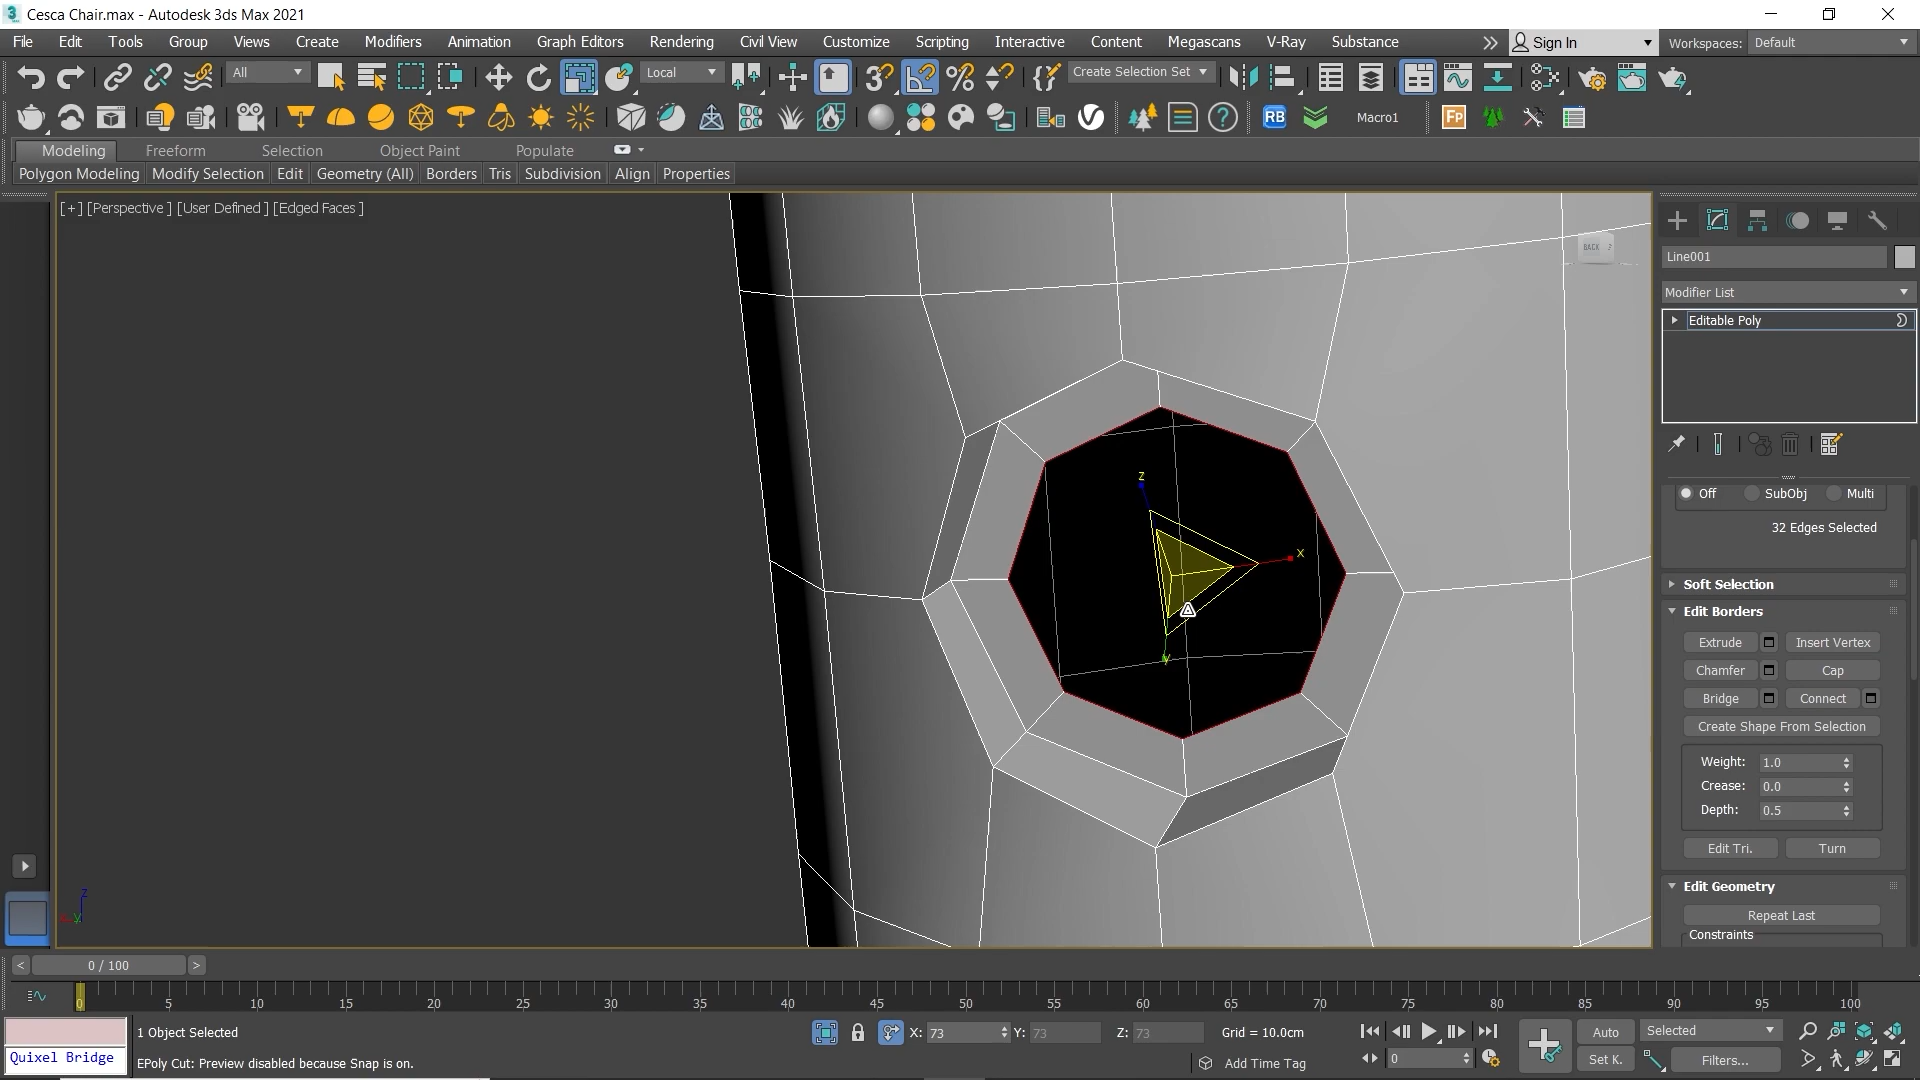 Cesca Chair.max - Autodesk 3ds Max 2021
File Edit Tools Group Views Create Modifiers Animation Graph Editors Rendering Civil View Customize Scripting Interactive Content Megascans V-Ray Substance Sign In Workspaces: Default
All Local Create Selection Set
RB Macro1 FP
Modeling Freeform Selection Object Paint Populate
Polygon Modeling Modify Selection Edit Geometry (All) Borders Tris Subdivision Align Properties
[+] [Perspective ] [User Defined ] [Edged Faces ]
BACK
z
x
y
z
y
Line001
Modifier List
Editable Poly
Off SubObj Multi
32 Edges Selected
Soft Selection
Edit Borders
Extrude Insert Vertex
Chamfer Cap
Bridge Connect
Create Shape From Selection
Weight: 1.0
Crease: 0.0
Depth: 0.5
Edit Tri. Turn
Edit Geometry
Repeat Last
Constraints
< 0 / 100 >
0 5 10 15 20 25 30 35 40 45 50 55 60 65 70 75 80 85 90 95 100
1 Object Selected X: 73 Y: 73 Z: 73 Grid = 10.0cm Auto Selected
Quixel Bridge EPoly Cut: Preview disabled because Snap is on. Add Time Tag 0 Set K. Filters...